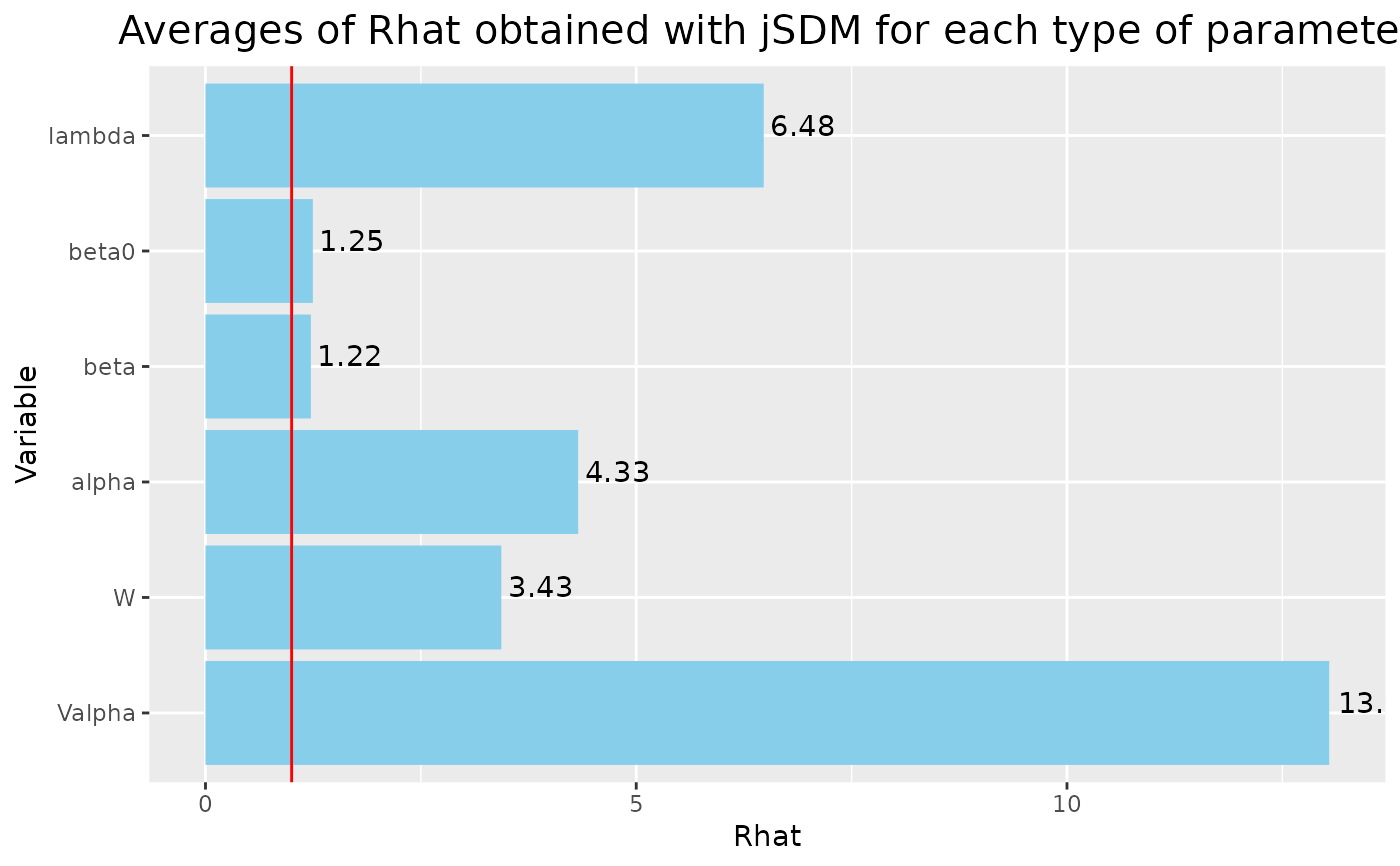 Averages of Rhat obtained with jSDM for each type of paramete
lambda
6.48
beta0
1.25
beta
1.22
alpha
4.33
W
3.43
Valpha
13.
0
5
10
Rhat
Variable